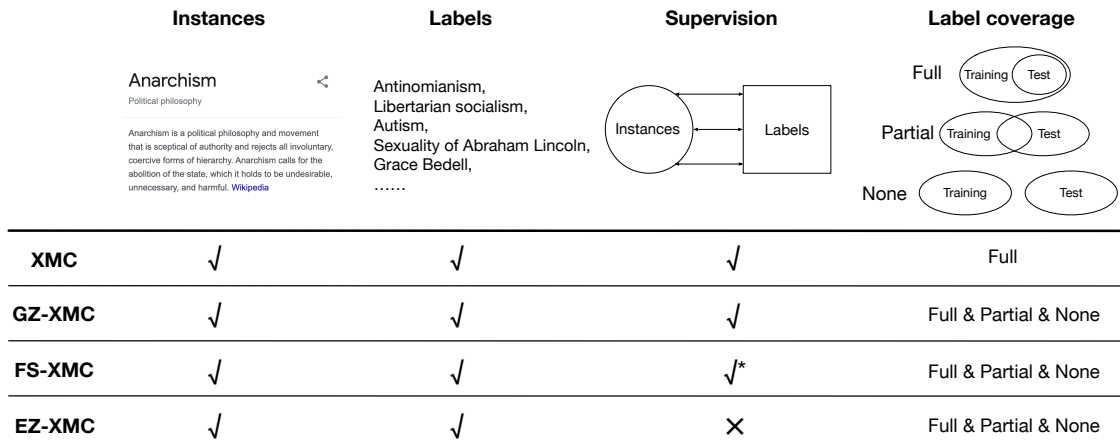 Instances Labels Supervision Label coverage
Anarchism
Political philosophy
Anarchism is a political philosophy and movement
that is sceptical of authority and rejects all involuntary,
coercive forms of hierarchy. Anarchism calls for the
abolition of the state, which it holds to be undesirable,
unnecessary, and harmful. Wikipedia
Antinomianism,
Libertarian socialism,
Autism,
Sexuality of Abraham Lincoln,
Grace Bedell,
......
Instances Labels
Full Training Test
Partial Training Test
None Training Test
XMC √ √ √ Full
GZ-XMC √ √ √ Full & Partial & None
FS-XMC √ √ √* Full & Partial & None
EZ-XMC √ √ ✕ Full & Partial & None